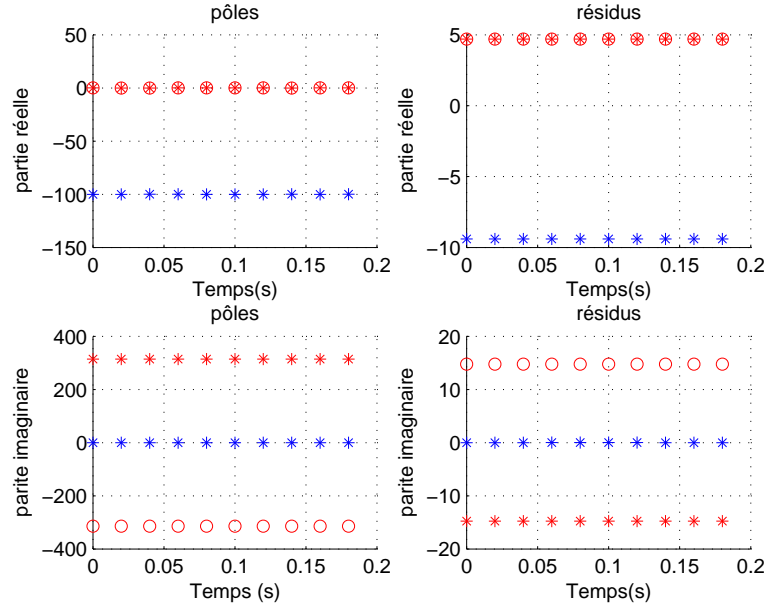 pôles
50
0
−50
−100
−150
partie réelle
0 0.05 0.1 0.15 0.2
Temps(s)
résidus
5
0
−5
−10
partie réelle
0 0.05 0.1 0.15 0.2
Temps(s)
pôles
400
200
0
−200
−400
parite imaginaire
0 0.05 0.1 0.15 0.2
Temps (s)
résidus
20
10
0
−10
−20
parite imaginaire
0 0.05 0.1 0.15 0.2
Temps(s)